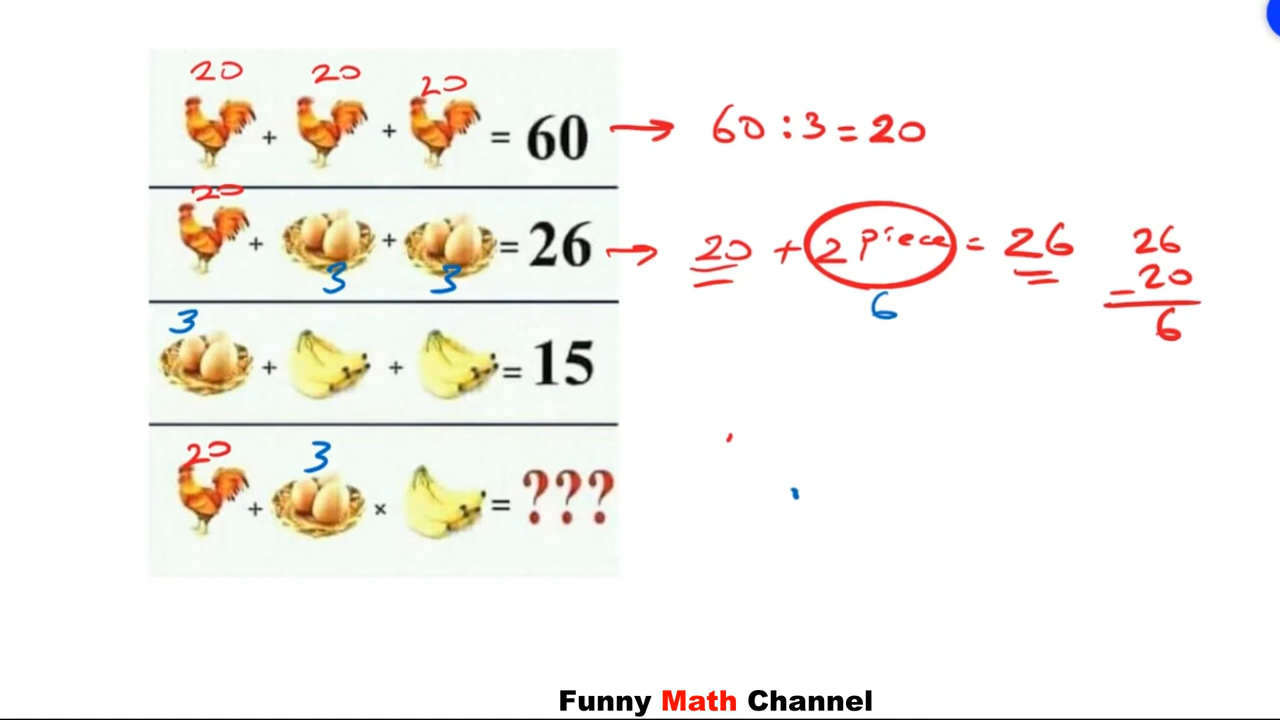 20 20 20
+ + = 60 → 60 : 3 = 20
20
+ + = 26 → 20 + 2 piece = 26
3 3
6
26
- 20
6
3
+ + = 15
20 3
+ × = ???
Funny Math Channel